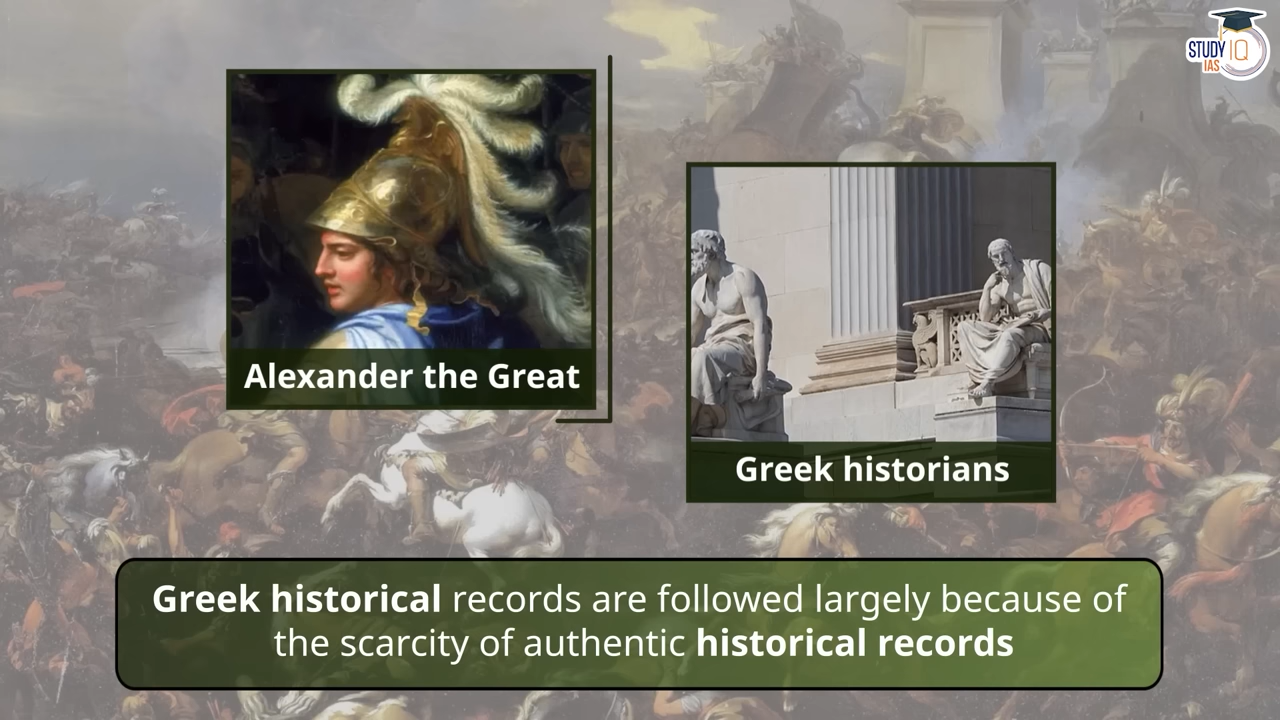 STUDY IQ
IAS
Alexander the Great
Greek historians
Greek historical records are followed largely because of
the scarcity of authentic historical records